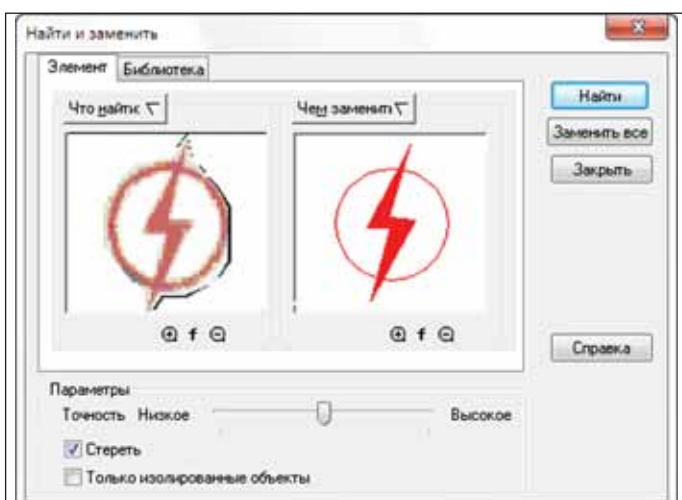 Найти и заменить
Элемент Библиотека
Что найти:
Чем заменить
Найти
Заменить все
Закрыть
f
f
Справка
Параметры
Точность Низкое Высокое
Стереть
Только изолированные объекты